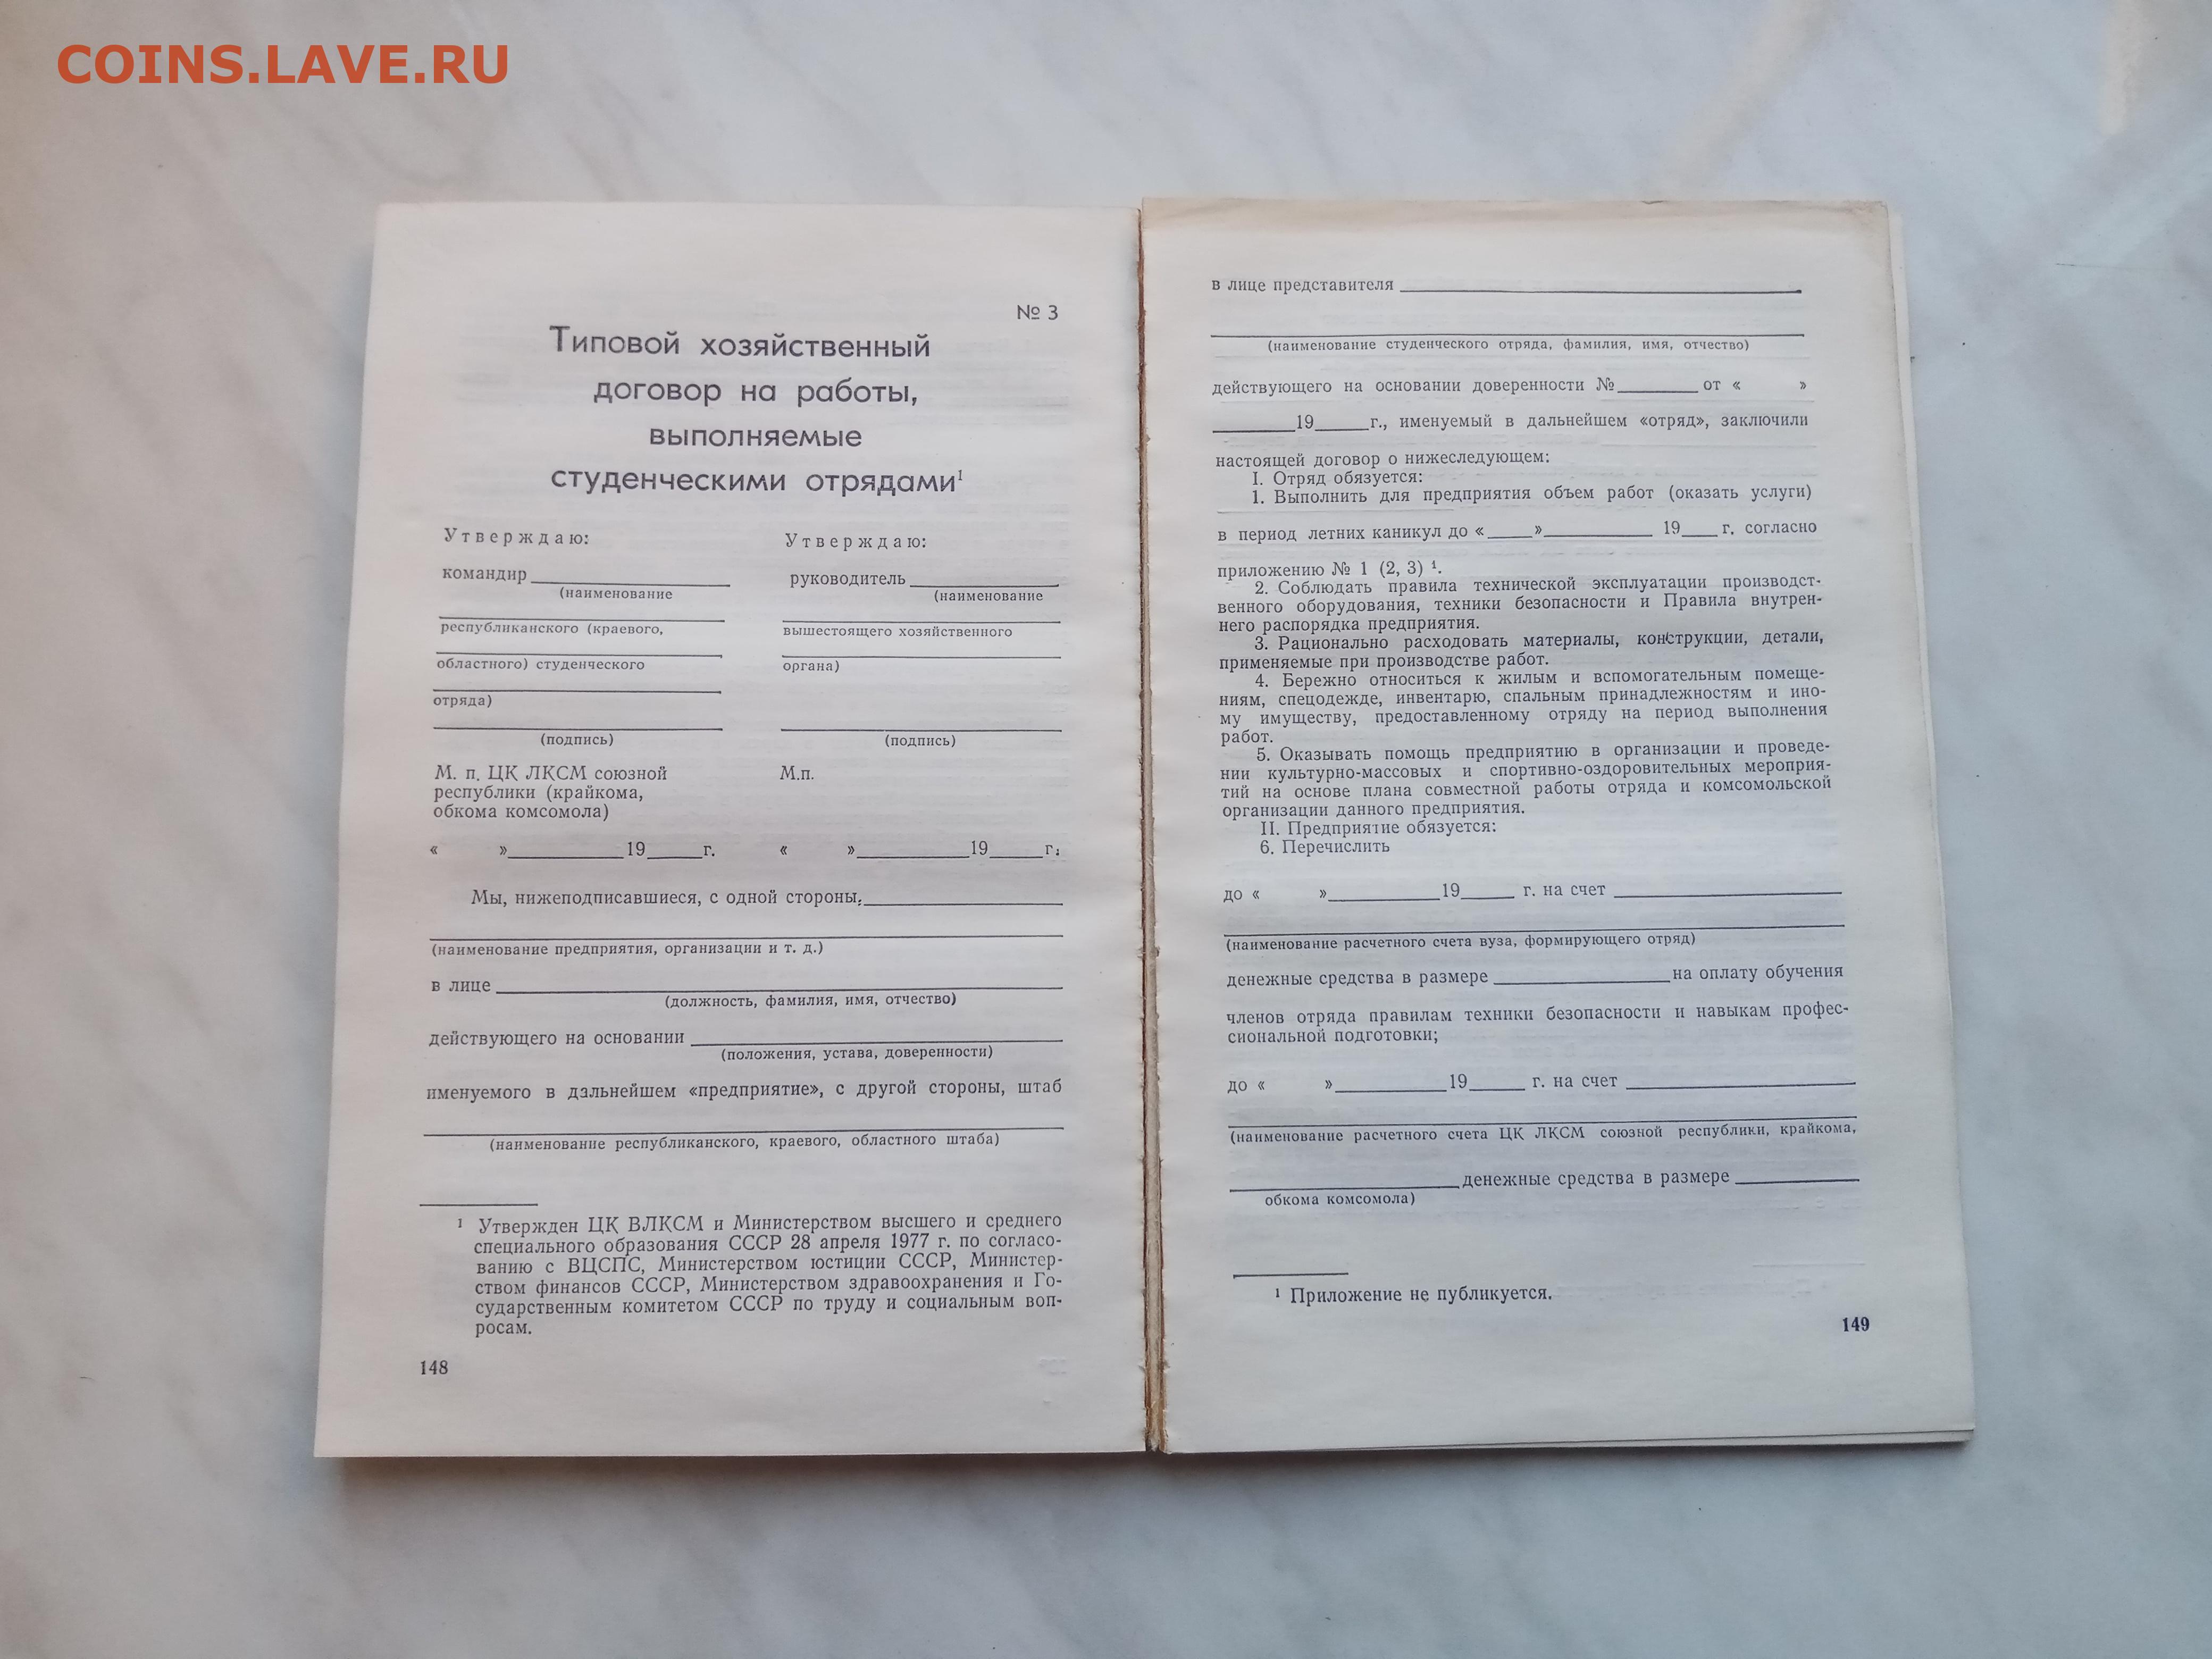 COINS.LAVE.RU
№ 3
Типовой хозяйственный
договор на работы,
выполняемые
студенческими отрядами¹
Утверждаю:
командир
(наименование
республиканского (краевого,
областного) студенческого
отряда)
(подпись)
М. п. ЦК ЛКСМ союзной
республики (крайкома,
обкома комсомола)
« »____19____г.
Утверждаю:
руководитель
(наименование
вышестоящего хозяйственного
органа)
(подпись)
М.п.
« »____19____г.
Мы, нижеподписавшиеся, с одной стороны,
(наименование предприятия, организации и т. д.)
в лице
(должность, фамилия, имя, отчество)
действующего на основании
(положения, устава, доверенности)
именуемого в дальнейшем «предприятие», с другой стороны, штаб
(наименование республиканского, краевого, областного штаба)
¹ Утвержден ЦК ВЛКСМ и Министерством высшего и среднего
специального образования СССР 28 апреля 1977 г. по согласо-
ванию с ВЦСПС, Министерством юстиции СССР, Министер-
ством финансов СССР, Министерством здравоохранения и Го-
сударственным комитетом СССР по труду и социальным воп-
росам.
148
в лице представителя
(наименование студенческого отряда, фамилия, имя, отчество)
действующего на основании доверенности №____от « »
____19____г., именуемый в дальнейшем «отряд», заключили
настоящей договор о нижеследующем:
I. Отряд обязуется:
1. Выполнить для предприятия объем работ (оказать услуги)
в период летних каникул до «____»____ 19____г. согласно
приложению № 1 (2, 3) ¹.
2. Соблюдать правила технической эксплуатации производст-
венного оборудования, техники безопасности и Правила внутрен-
него распорядка предприятия.
3. Рационально расходовать материалы, конструкции, детали,
применяемые при производстве работ.
4. Бережно относиться к жилым и вспомогательным помеще-
ниям, спецодежде, инвентарю, спальным принадлежностям и ино-
му имуществу, предоставленному отряду на период выполнения
работ.
5. Оказывать помощь предприятию в организации и проведе-
нии культурно-массовых и спортивно-оздоровительных мероприя-
тий на основе плана совместной работы отряда и комсомольской
организации данного предприятия.
II. Предприятие обязуется:
6. Перечислить
до « »____19____ г. на счет
(наименование расчетного счета вуза, формирующего отряд)
денежные средства в размере ____на оплату обучения
членов отряда правилам техники безопасности и навыкам профес-
сиональной подготовки;
до « »____19____ г. на счет
(наименование расчетного счета ЦК ЛКСМ союзной республики, крайкома,
____денежные средства в размере ____
обкома комсомола)
¹ Приложение не публикуется.
149